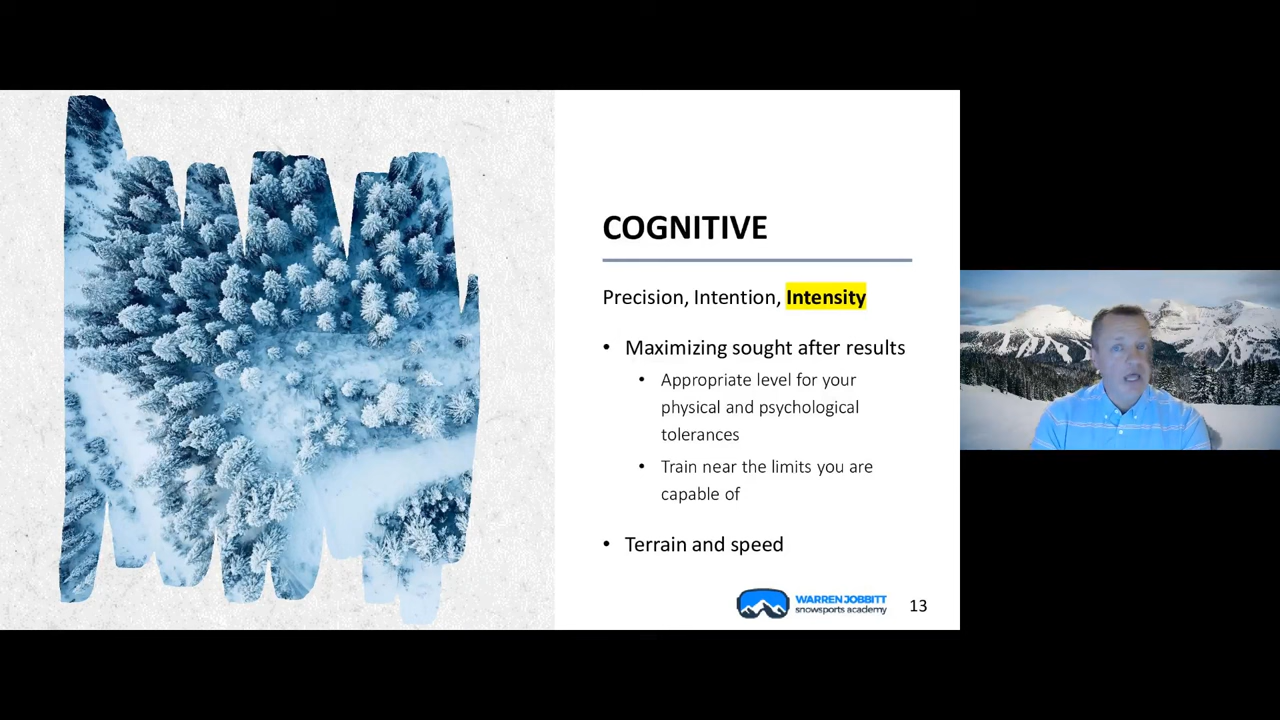 COGNITIVE
Precision, Intention, Intensity
• Maximizing sought after results
• Appropriate level for your
physical and psychological
tolerances
• Train near the limits you are
capable of
• Terrain and speed
WARREN JOBBITT
snowsports academy
13